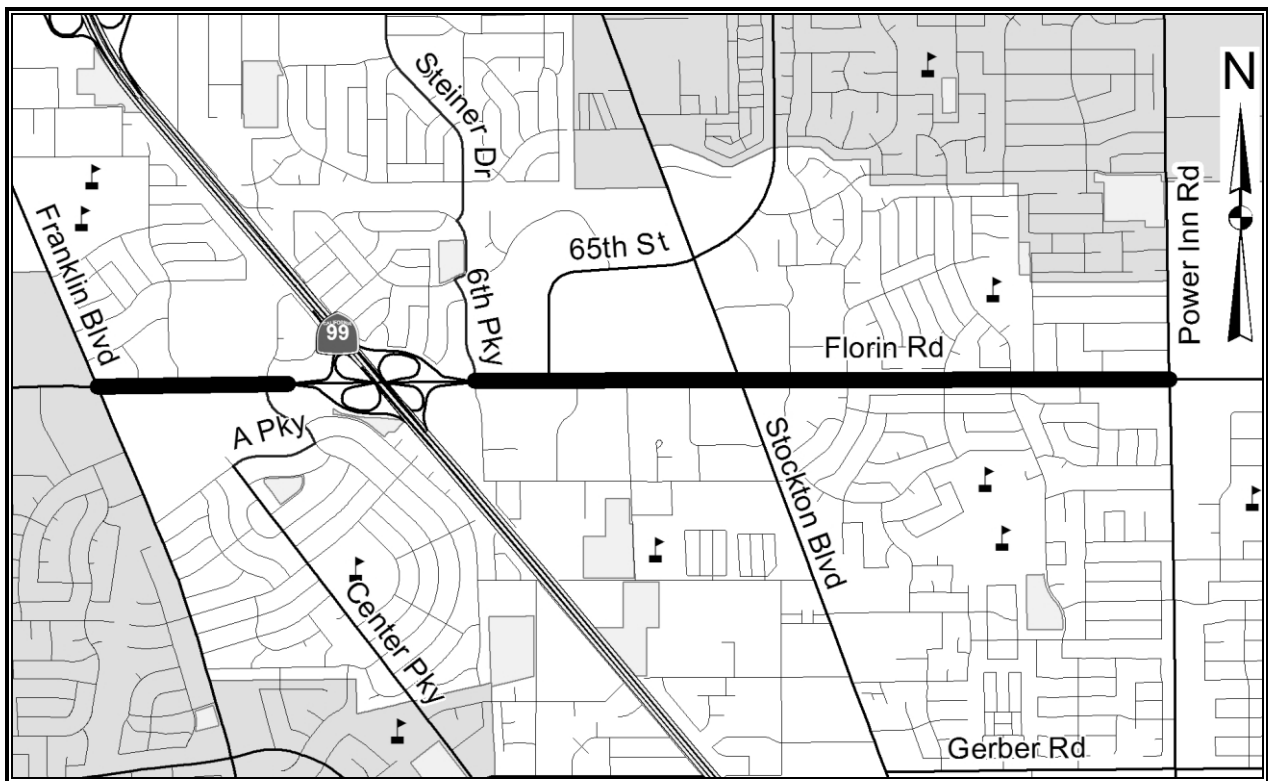 Steiner Dr
N
Franklin Blvd
65th St
Power Inn Rd
6th Pky
99
Florin Rd
A Pky
Stockton Blvd
Center Pky
Gerber Rd